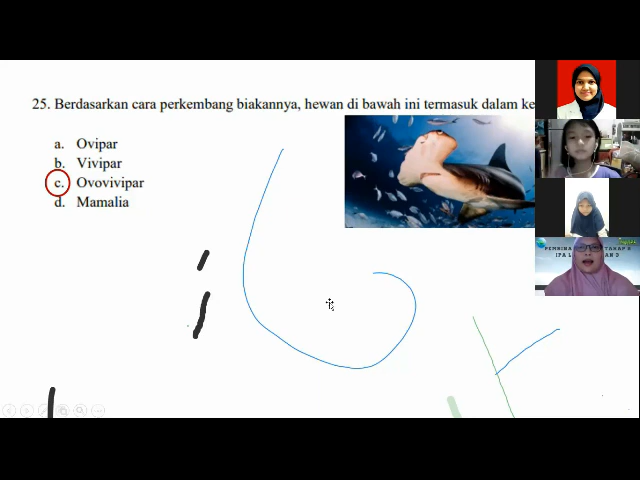 25. Berdasarkan cara perkembang biakannya, hewan di bawah ini termasuk dalam ke
a. Ovipar
b. Vivipar
c. Ovovivipar
d. Mamalia